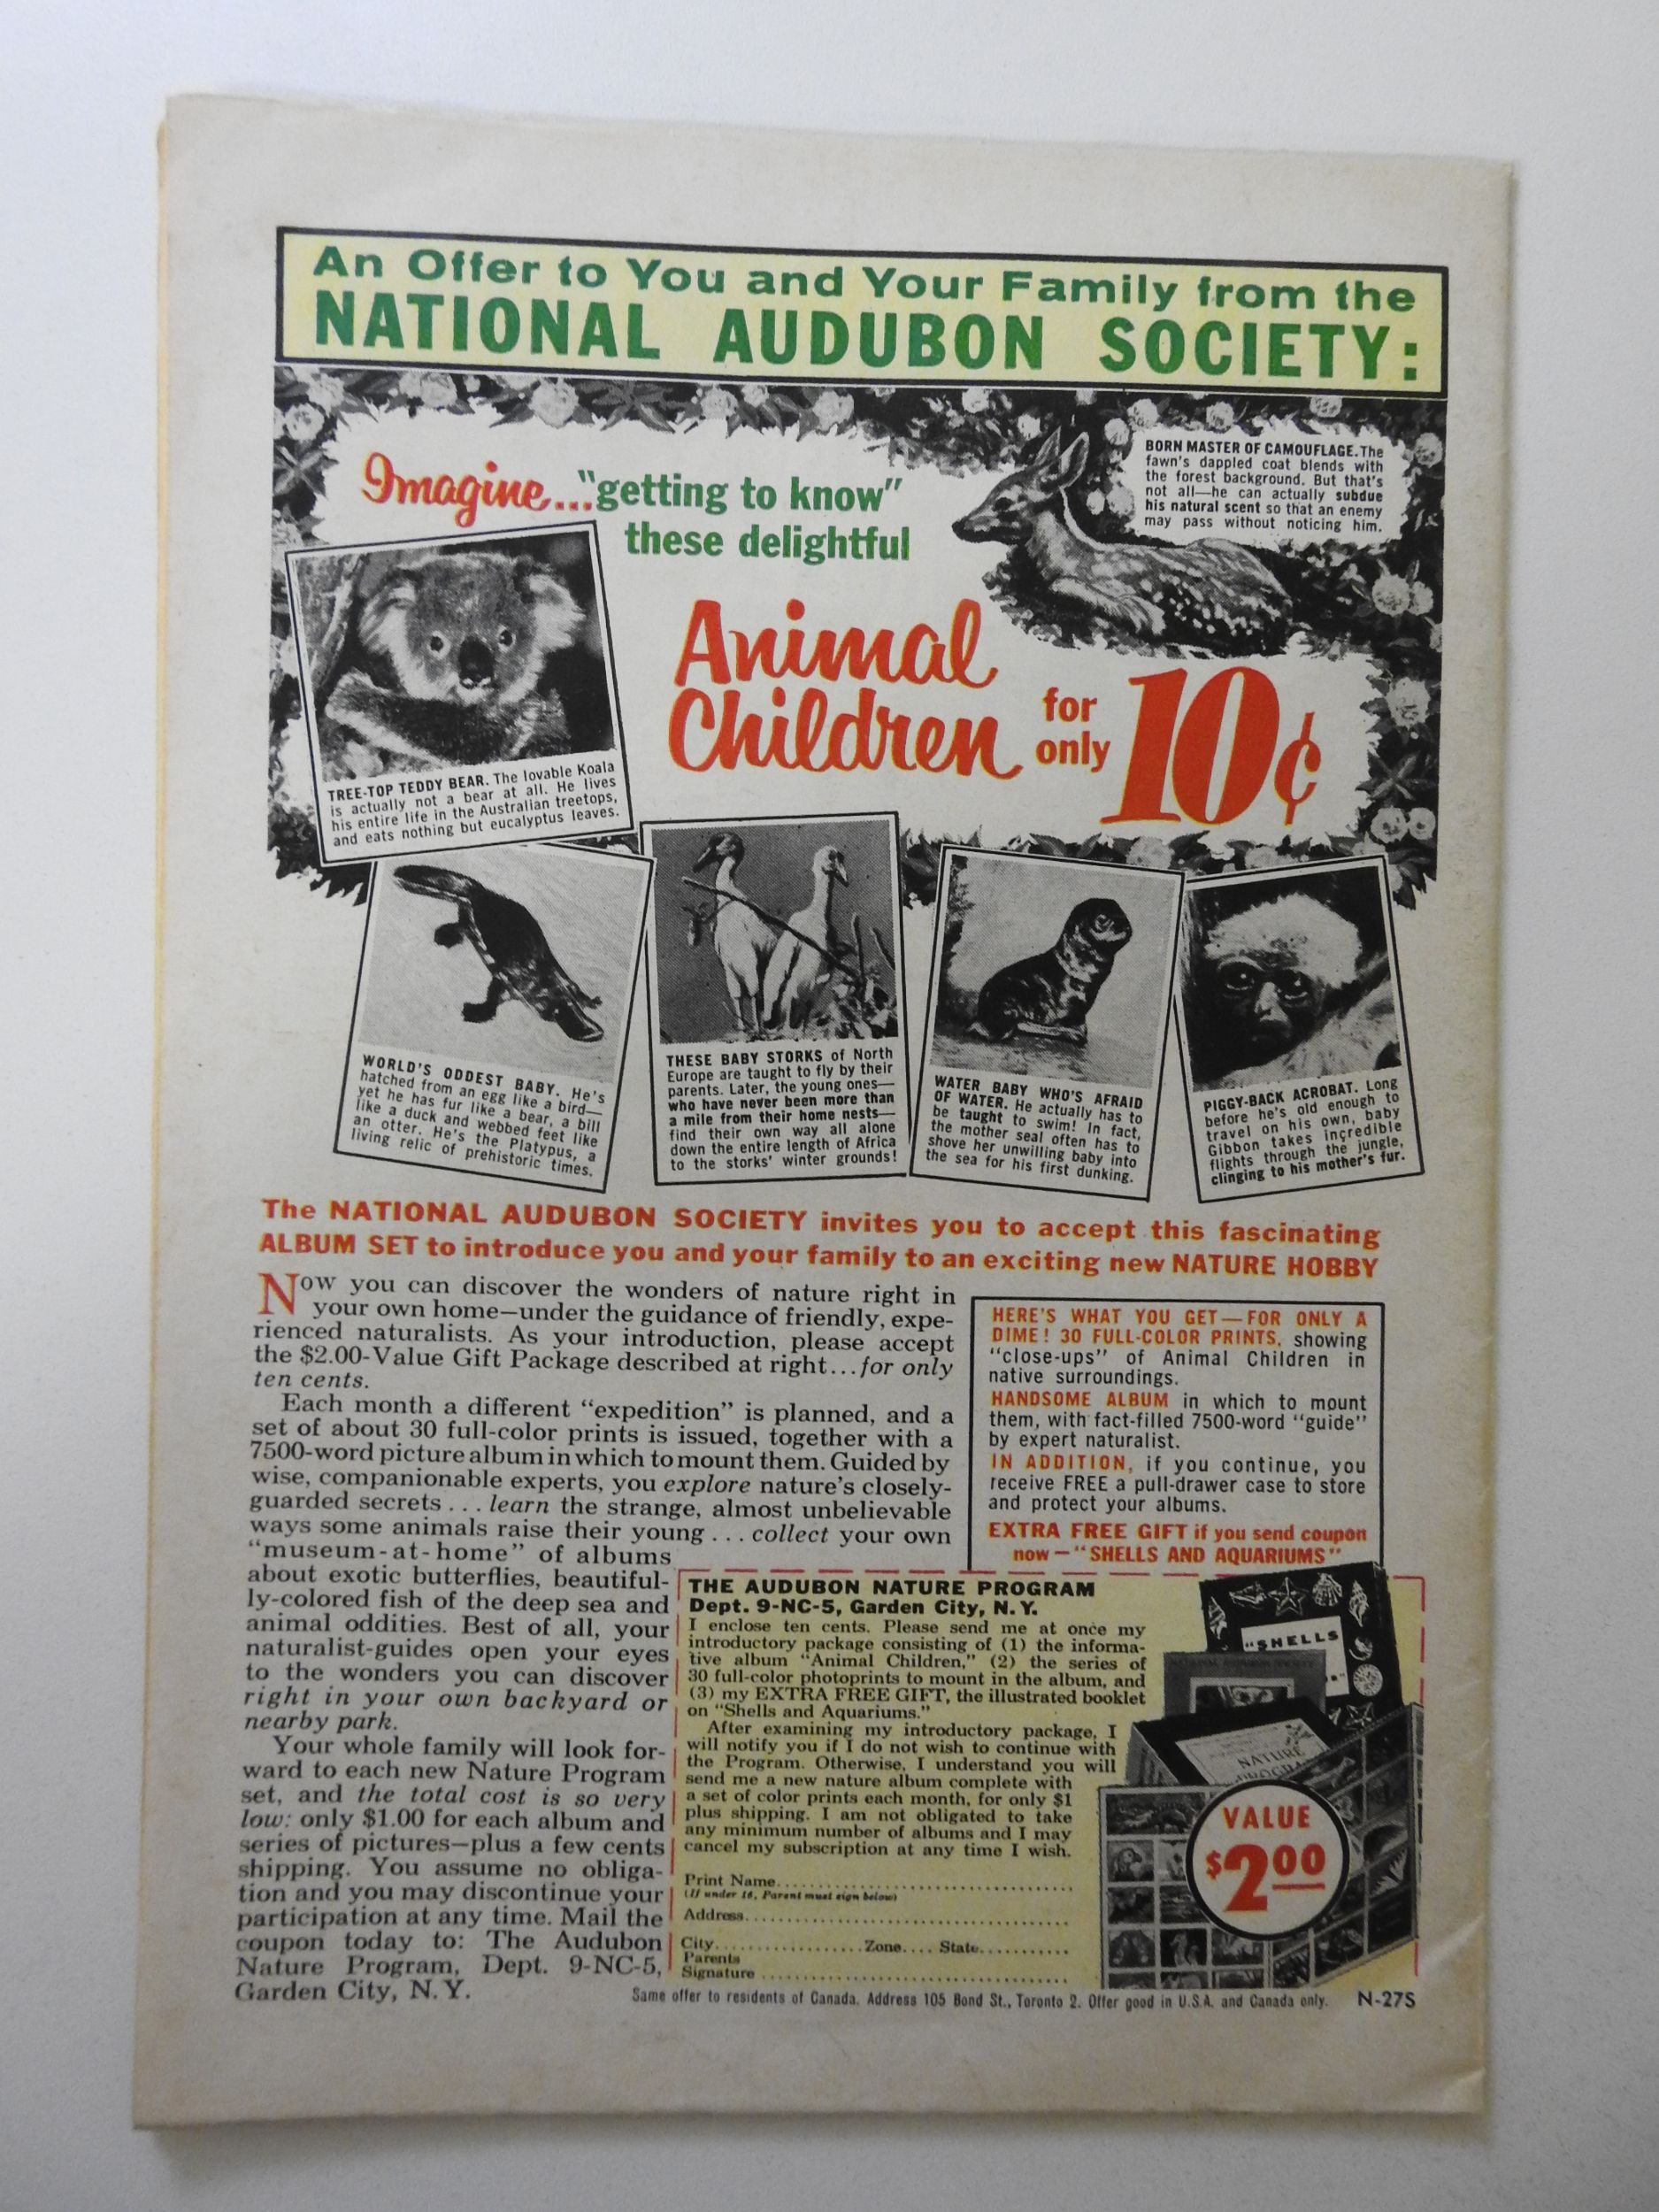 An Offer to You and Your Family from the
NATIONAL AUDUBON SOCIETY:
Imagine..."getting to know"
these delightful
Animal
Children
for
only
10¢
BORN MASTER OF CAMOUFLAGE. The
fawn's dappled coat blends with
the forest background. But that's
not all—he can actually subdue
his natural scent so that an enemy
may pass without noticing him.
TREE-TOP TEDDY BEAR. The lovable Koala
is actually not a bear at all. He lives
his entire life in the Australian treetops,
and eats nothing but eucalyptus leaves.
WORLD'S ODDEST BABY. He's
hatched from an egg like a bird—
yet he has fur like a bear, a bill
like a duck and webbed feet like
an otter. He's the Platypus, a
living relic of prehistoric times.
THESE BABY STORKS of North
Europe are taught to fly by their
parents. Later, the young ones—
who have never been more than
a mile from their home nests—
find their own way all alone
down the entire length of Africa
to the storks' winter grounds!
WATER BABY WHO'S AFRAID
OF WATER. He actually has to
be taught to swim! In fact,
the mother seal often has to
shove her unwilling baby into
the sea for his first dunking.
PIGGY-BACK ACROBAT. Long
before he's old enough to
travel on his own, baby
Gibbon takes incredible
flights through the jungle,
clinging to his mother's fur.
The NATIONAL AUDUBON SOCIETY invites you to accept this fascinating
ALBUM SET to introduce you and your family to an exciting new NATURE HOBBY
Now you can discover the wonders of nature right in
your own home—under the guidance of friendly, expe-
rienced naturalists. As your introduction, please accept
the $2.00-Value Gift Package described at right...for only
ten cents.
Each month a different "expedition" is planned, and a
set of about 30 full-color prints is issued, together with a
7500-word picture album in which to mount them. Guided by
wise, companionable experts, you explore nature's closely-
guarded secrets . . . learn the strange, almost unbelievable
ways some animals raise their young . . . collect your own
"museum-at-home" of albums
about exotic butterflies, beautiful-
ly-colored fish of the deep sea and
animal oddities. Best of all, your
naturalist-guides open your eyes
to the wonders you can discover
right in your own backyard or
nearby park.
Your whole family will look for-
ward to each new Nature Program
set, and the total cost is so very
low: only $1.00 for each album and
series of pictures—plus a few cents
shipping. You assume no obliga-
tion and you may discontinue your
participation at any time. Mail the
coupon today to: The Audubon
Nature Program, Dept. 9-NC-5,
Garden City, N.Y.
HERE'S WHAT YOU GET—FOR ONLY A
DIME! 30 FULL-COLOR PRINTS, showing
"close-ups" of Animal Children in
native surroundings.
HANDSOME ALBUM in which to mount
them, with fact-filled 7500-word "guide"
by expert naturalist.
IN ADDITION, if you continue, you
receive FREE a pull-drawer case to store
and protect your albums.
EXTRA FREE GIFT if you send coupon
now—"SHELLS AND AQUARIUMS"
THE AUDUBON NATURE PROGRAM
Dept. 9-NC-5, Garden City, N.Y.
I enclose ten cents. Please send me at once my
introductory package consisting of (1) the informa-
tive album "Animal Children," (2) the series of
30 full-color photoprints to mount in the album, and
(3) my EXTRA FREE GIFT, the illustrated booklet
on "Shells and Aquariums."
After examining my introductory package, I
will notify you if I do not wish to continue with
the Program. Otherwise, I understand you will
send me a new nature album complete with
a set of color prints each month, for only $1
plus shipping. I am not obligated to take
any minimum number of albums and I may
cancel my subscription at any time I wish.
Print Name
(If under 16, Parent must sign below)
Address
City Zone State
Parents
Signature
"SHELLS
NATURE
VALUE
$2.00
Same offer to residents of Canada. Address 105 Bond St., Toronto 2. Offer good in U.S.A. and Canada only. N-27S